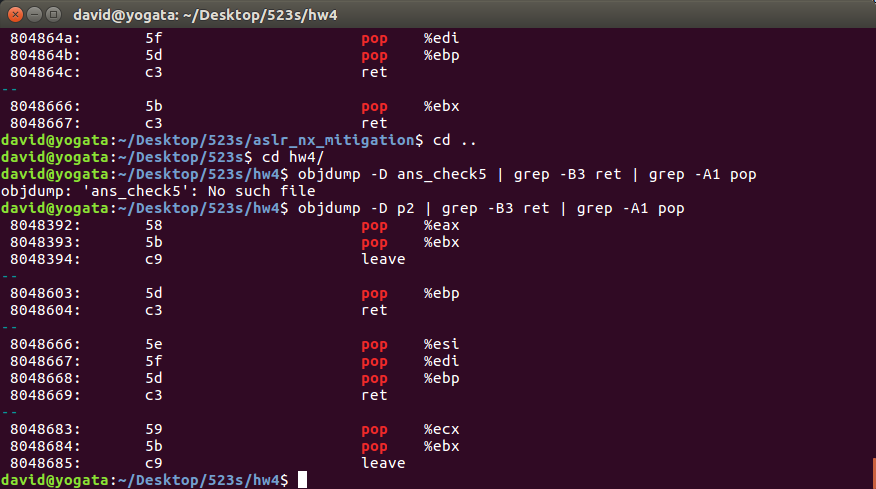 david@yogata: ~/Desktop/523s/hw4
804864a: 5f pop %edi
804864b: 5d pop %ebp
804864c: c3 ret
--
8048666: 5b pop %ebx
8048667: c3 ret
david@yogata:~/Desktop/523s/aslr_nx_mitigation$ cd ..
david@yogata:~/Desktop/523s$ cd hw4/
david@yogata:~/Desktop/523s/hw4$ objdump -D ans_check5 | grep -B3 ret | grep -A1 pop
objdump: 'ans_check5': No such file
david@yogata:~/Desktop/523s/hw4$ objdump -D p2 | grep -B3 ret | grep -A1 pop
8048392: 58 pop %eax
8048393: 5b pop %ebx
8048394: c9 leave
--
8048603: 5d pop %ebp
8048604: c3 ret
--
8048666: 5e pop %esi
8048667: 5f pop %edi
8048668: 5d pop %ebp
8048669: c3 ret
--
8048683: 59 pop %ecx
8048684: 5b pop %ebx
8048685: c9 leave
david@yogata:~/Desktop/523s/hw4$